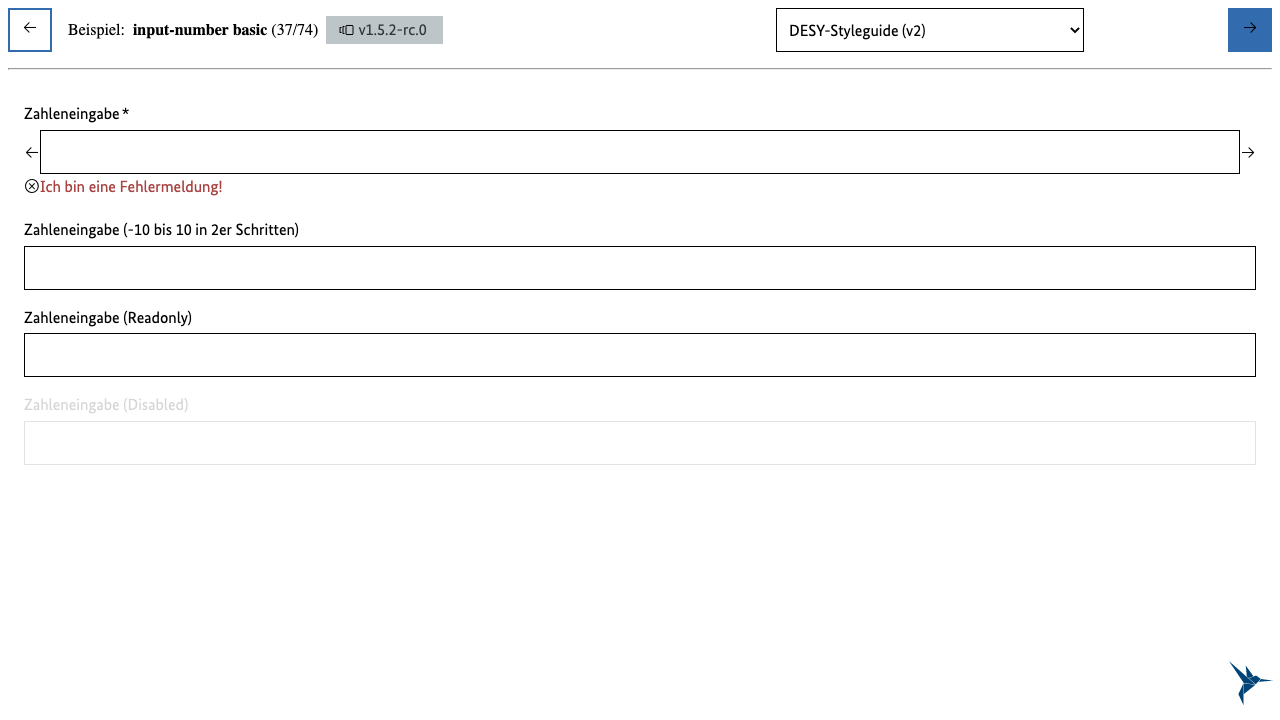 Beispiel: input-number basic (37/74) v1.5.2-rc.0 DESY-Styleguide (v2)
Zahleneingabe*
Ich bin eine Fehlermeldung!
Zahleneingabe (-10 bis 10 in 2er Schritten)
Zahleneingabe (Readonly)
Zahleneingabe (Disabled)